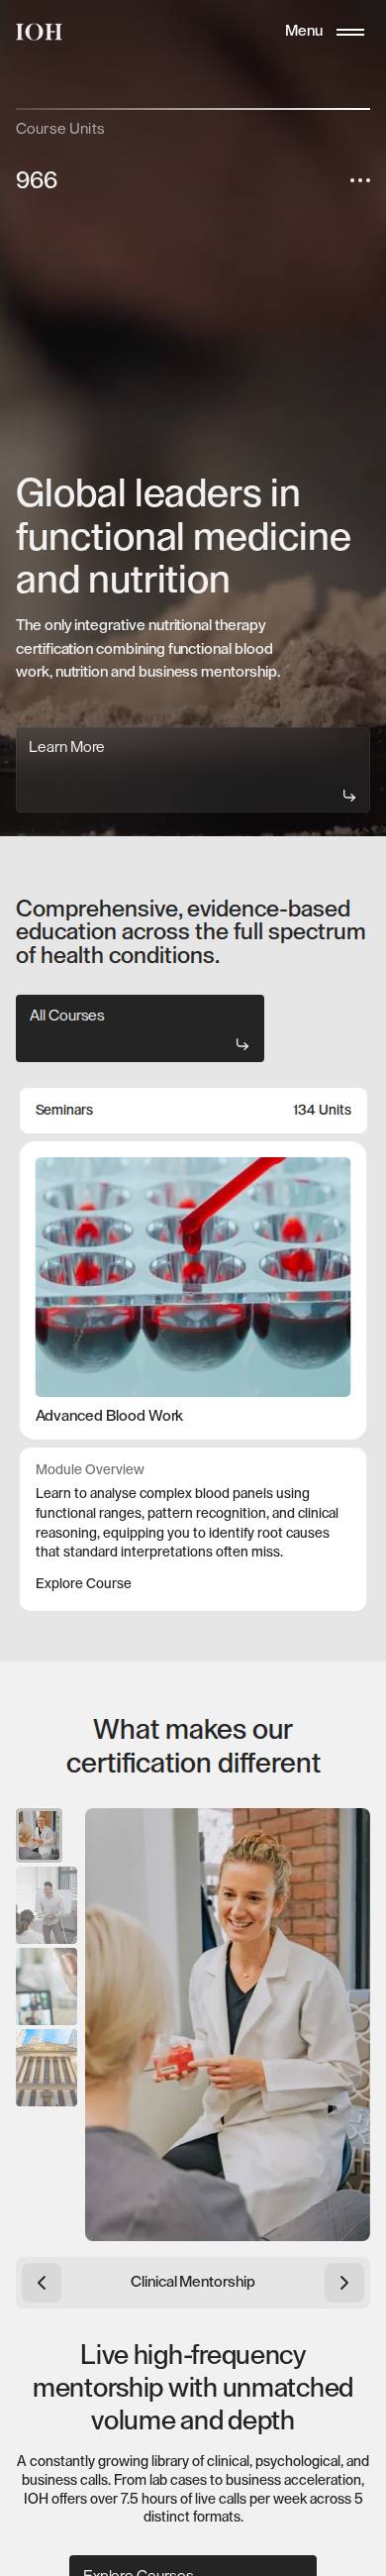 IOH
Menu
Course Units
966
Global leaders in
functional medicine
and nutrition
The only integrative nutritional therapy
certification combining functional blood
work, nutrition and business mentorship.
Learn More
Comprehensive, evidence-based
education across the full spectrum
of health conditions.
All Courses
Seminars 134 Units
Advanced Blood Work
Module Overview
Learn to analyse complex blood panels using
functional ranges, pattern recognition, and clinical
reasoning, equipping you to identify root causes
that standard interpretations often miss.
Explore Course
What makes our
certification different
Clinical Mentorship
Live high-frequency
mentorship with unmatched
volume and depth
A constantly growing library of clinical, psychological, and
business calls. From lab cases to business acceleration,
IOH offers over 7.5 hours of live calls per week across 5
distinct formats.
Explore Courses